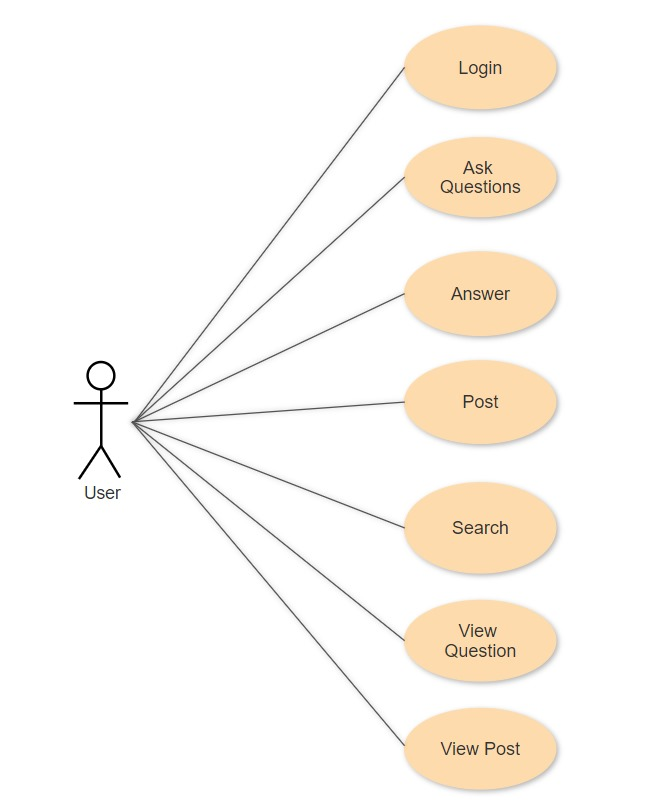 Login
Ask
Questions
Answer
Post
Search
View
Question
View Post
User